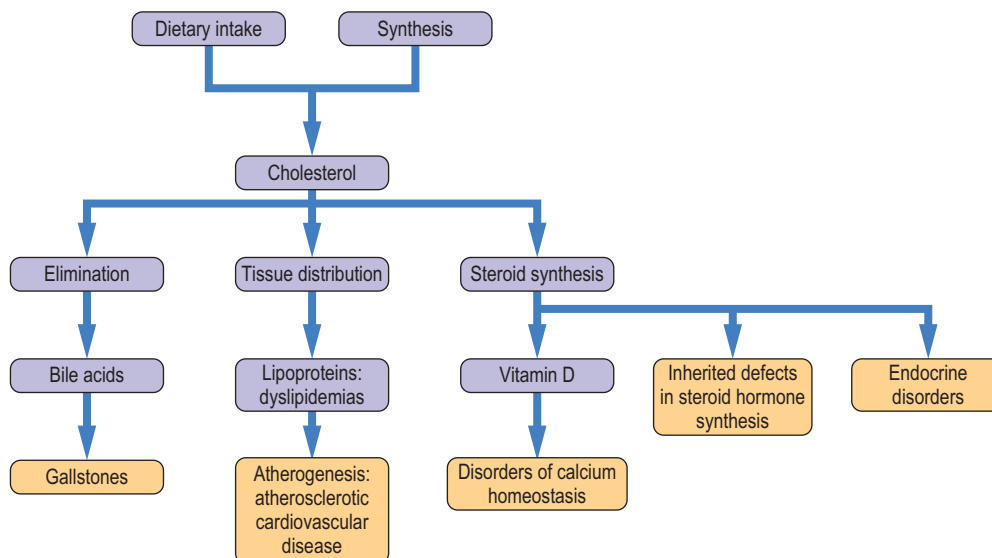 Dietary intake
Synthesis
Cholesterol
Elimination
Tissue distribution
Steroid synthesis
Bile acids
Lipoproteins:
dyslipidemias
Vitamin D
Inherited defects
in steroid hormone
synthesis
Endocrine
disorders
Gallstones
Atherogenesis:
atherosclerotic
cardiovascular
disease
Disorders of calcium
homeostasis